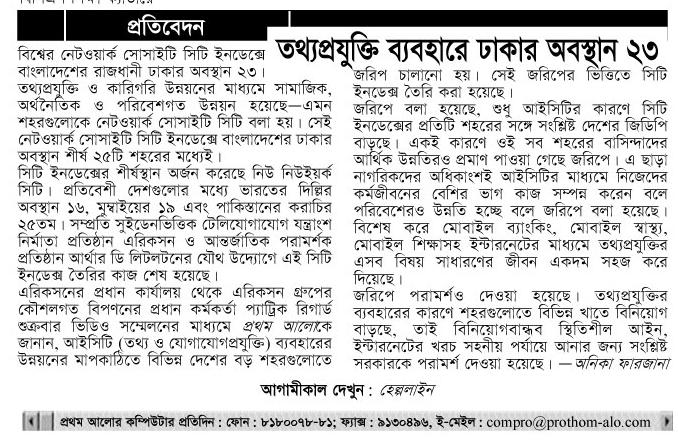 প্রতিবেদন
তথ্যপ্রযুক্তি ব্যবহারে ঢাকার অবস্থান ২৩
বিশ্বের নেটওয়ার্ক সোসাইটি সিটি ইনডেক্সে
বাংলাদেশের রাজধানী ঢাকার অবস্থান ২৩।
তথ্যপ্রযুক্তি ও কারিগরি উন্নয়নের মাধ্যমে সামাজিক,
অর্থনৈতিক ও পরিবেশগত উন্নয়ন হয়েছে—এমন
শহরগুলোকে নেটওয়ার্ক সোসাইটি সিটি বলা হয়। সেই
নেটওয়ার্ক সোসাইটি সিটি ইনডেক্সে বাংলাদেশের ঢাকার
অবস্থান শীর্ষ ২৫টি শহরের মধ্যেই।
সিটি ইনডেক্সের শীর্ষস্থান অর্জন করেছে নিউ নিউইয়র্ক
সিটি। প্রতিবেশী দেশগুলোর মধ্যে ভারতের দিল্লির
অবস্থান ১৬, মুম্বাইয়ের ১৯ এবং পাকিস্তানের করাচির
২৫তম। সম্প্রতি সুইডেনভিত্তিক টেলিযোগাযোগ যন্ত্রাংশ
নির্মাতা প্রতিষ্ঠান এরিকসন ও আন্তর্জাতিক পরামর্শক
প্রতিষ্ঠান আর্থার ডি লিটলটনের যৌথ উদ্যোগে এই সিটি
ইনডেক্স তৈরির কাজ শেষ হয়েছে।
এরিকসনের প্রধান কার্যালয় থেকে এরিকসন গ্রুপের
কৌশলগত বিপণনের প্রধান কর্মকর্তা প্যাট্রিক রিগার্ড
শুক্রবার ভিডিও সম্মেলনের মাধ্যমে প্রথম আলোকে
জানান, আইসিটি (তথ্য ও যোগাযোগপ্রযুক্তি) ব্যবহারের
উন্নয়নের মাপকাঠিতে বিভিন্ন দেশের বড় শহরগুলোতে
জরিপ চালানো হয়। সেই জরিপের ভিত্তিতে সিটি
ইনডেক্স তৈরি করা হয়েছে।
জরিপে বলা হয়েছে, শুধু আইসিটির কারণে সিটি
ইনডেক্সের প্রতিটি শহরের সঙ্গে সংশ্লিষ্ট দেশের জিডিপি
বাড়ছে। একই কারণে ওই সব শহরের বাসিন্দাদের
আর্থিক উন্নতিরও প্রমাণ পাওয়া গেছে জরিপে। এ ছাড়া
নাগরিকদের অধিকাংশই আইসিটির মাধ্যমে নিজেদের
কর্মজীবনের বেশির ভাগ কাজ সম্পন্ন করেন বলে
পরিবেশেরও উন্নতি হচ্ছে বলে জরিপে বলা হয়েছে।
বিশেষ করে মোবাইল ব্যাংকিং, মোবাইল স্বাস্থ্য,
মোবাইল শিক্ষাসহ ইন্টারনেটের মাধ্যমে তথ্যপ্রযুক্তির
এসব বিষয় সাধারণের জীবন একদম সহজ করে
দিয়েছে।
জরিপে পরামর্শও দেওয়া হয়েছে। তথ্যপ্রযুক্তির
ব্যবহারের কারণে শহরগুলোতে বিভিন্ন খাতে বিনিয়োগ
বাড়ছে, তাই বিনিয়োগবান্ধব স্থিতিশীল আইন,
ইন্টারনেটের খরচ সহনীয় পর্যায়ে আনার জন্য সংশ্লিষ্ট
সরকারকে পরামর্শ দেওয়া হয়েছে। —অনিকা ফারজানা
আগামীকাল দেখুন : হেল্পলাইন
প্রথম আলোর কম্পিউটার প্রতিদিন : ফোন : ৮১৮০০৭৮-৮১; ফ্যাক্স : ৯১৩০৪৯৬, ই-মেইল : compro@prothom-alo.com